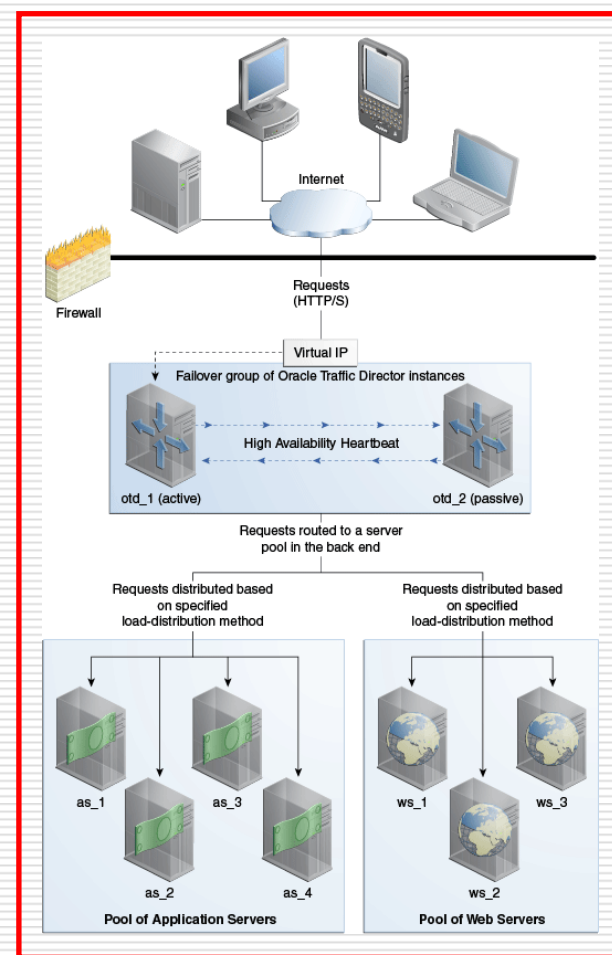 Internet
Firewall
Requests
(HTTP/S)
Virtual IP
Failover group of Oracle Traffic Director instances
High Availability Heartbeat
otd_1 (active)
otd_2 (passive)
Requests routed to a server
pool in the back end
Requests distributed based
on specified
load-distribution method
Requests distributed based
on specified
load-distribution method
as_1
as_3
as_2
as_4
Pool of Application Servers
ws_1
ws_3
ws_2
Pool of Web Servers